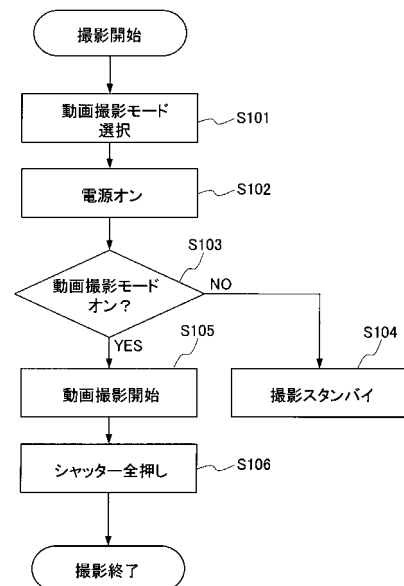 撮影開始
動画撮影モード
選択
S101
電源オン
S102
S103
動画撮影モード
オン？
NO
YES
S105
S104
動画撮影開始
撮影スタンバイ
シャッター全押し
S106
撮影終了